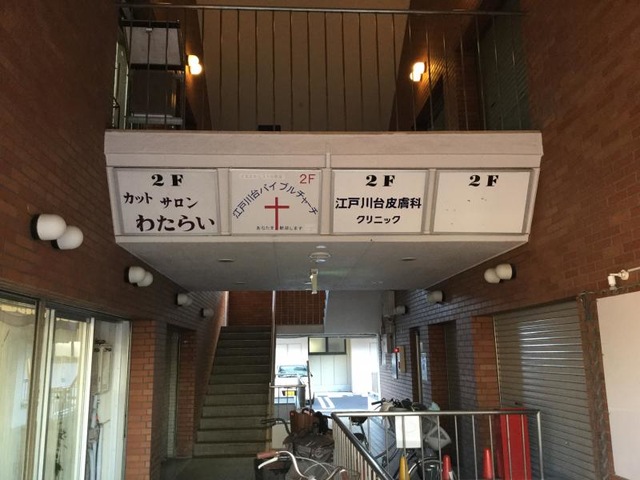 2F
カット サロン
わたらい
2F
江戸川台バイブルチャーチ
2F
江戸川台皮膚科
クリニック
2F